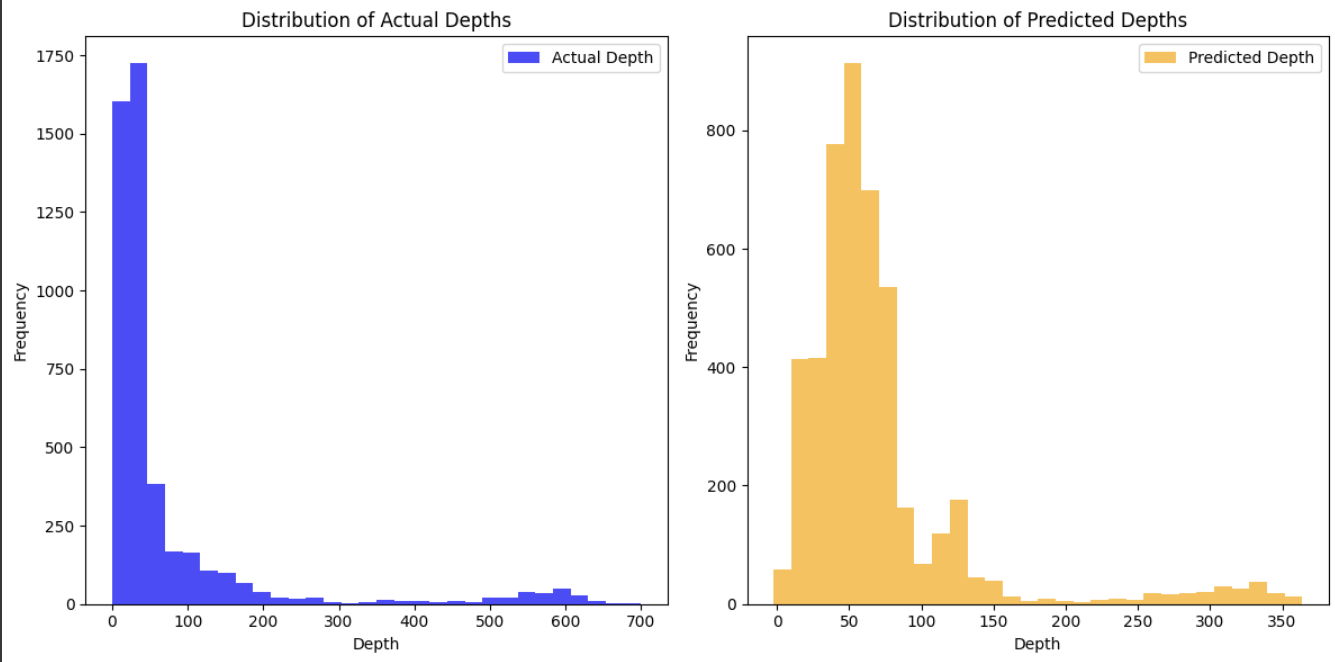 Distribution of Actual Depths
Actual Depth
1750
1500
1250
1000
750
500
250
0
Frequency
0 100 200 300 400 500 600 700
Depth
Distribution of Predicted Depths
Predicted Depth
800
600
400
200
0
Frequency
0 50 100 150 200 250 300 350
Depth